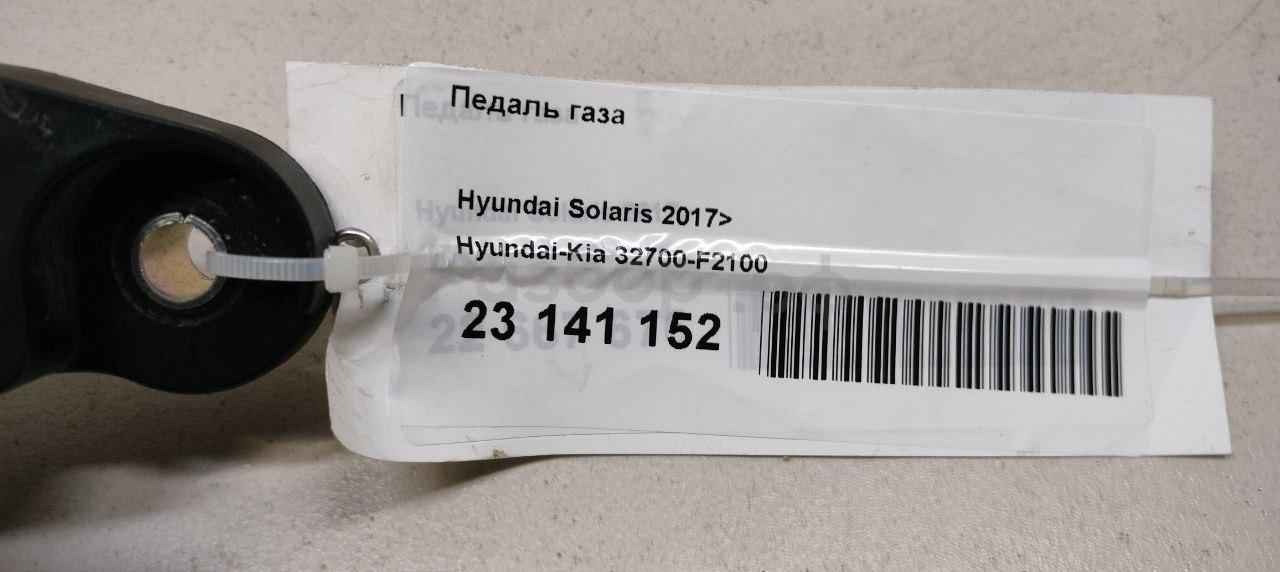 Педаль газа
Hyundai Solaris 2017>
Hyundai-Kia 32700-F2100
23 141 152